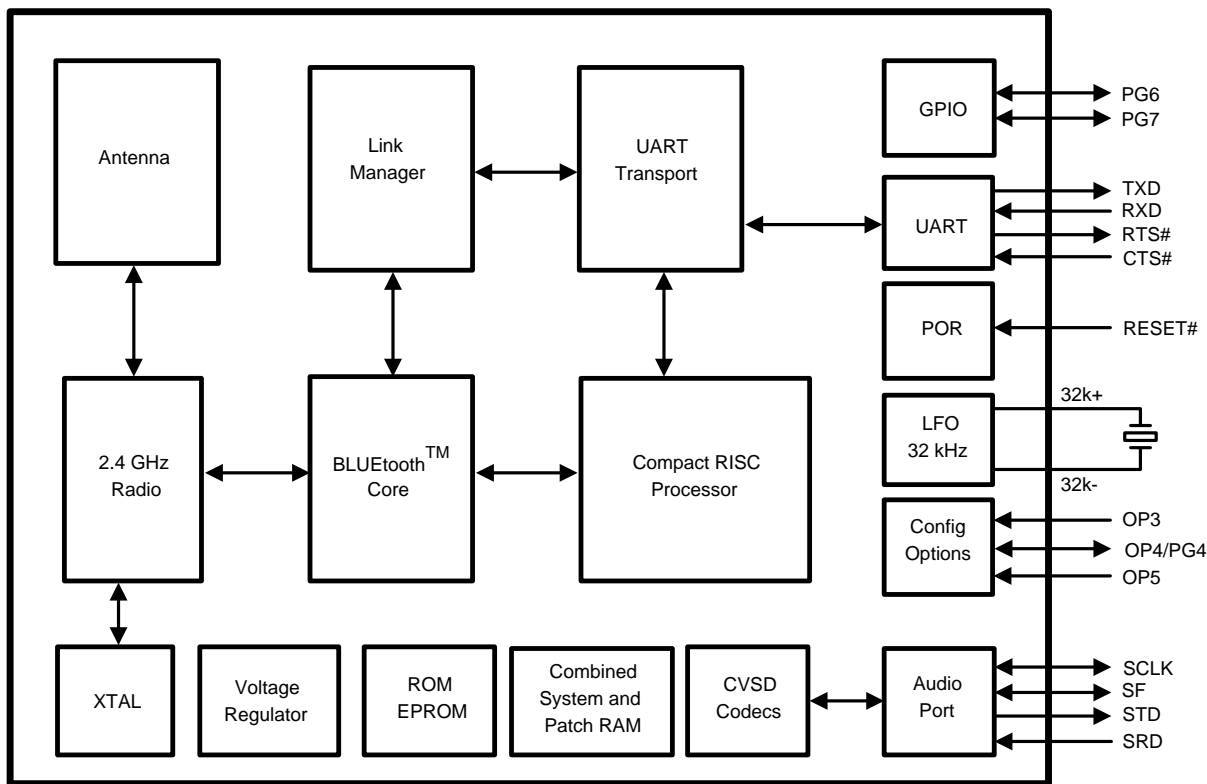 Antenna
Link
Manager
UART
Transport
GPIO
PG6
PG7
UART
TXD
RXD
RTS#
CTS#
POR
RESET#
2.4 GHz
Radio
BLUEtooth™
Core
Compact RISC
Processor
LFO
32 kHz
32k+
32k-
Config
Options
OP3
OP4/PG4
OP5
XTAL
Voltage
Regulator
ROM
EPROM
Combined
System and
Patch RAM
CVSD
Codecs
Audio
Port
SCLK
SF
STD
SRD